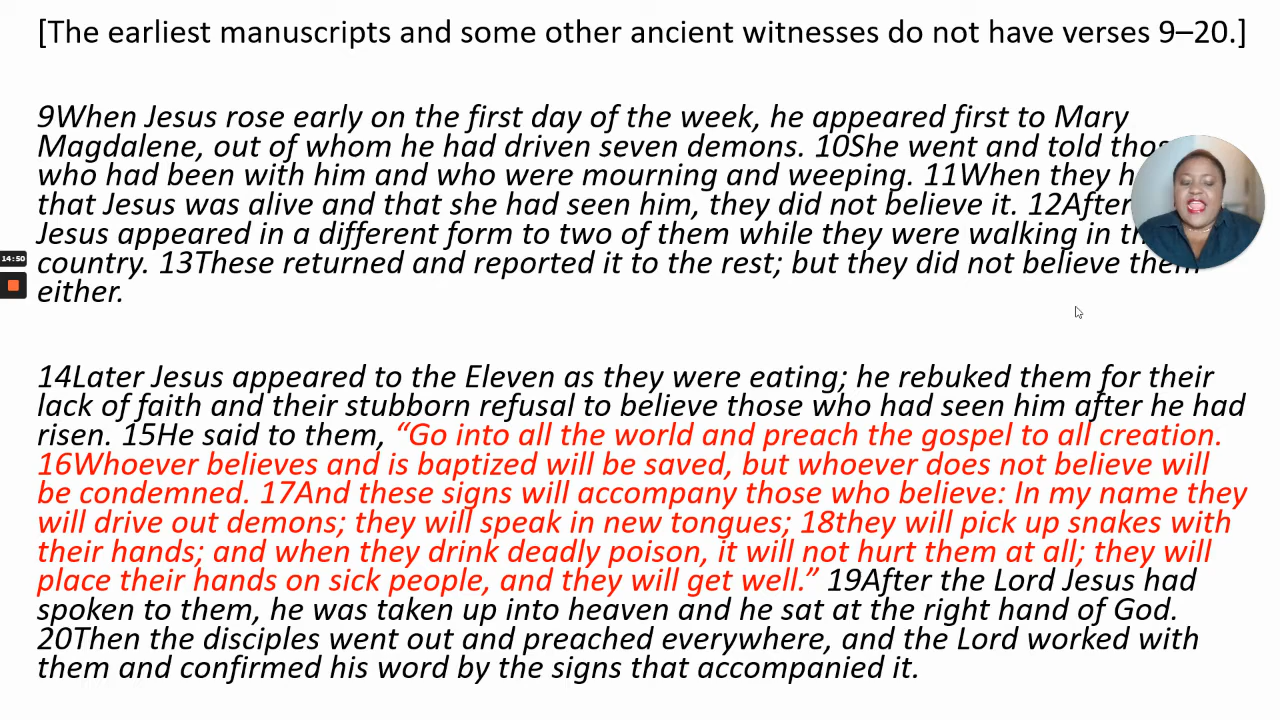 [The earliest manuscripts and some other ancient witnesses do not have verses 9–20.]
9When Jesus rose early on the first day of the week, he appeared first to Mary
Magdalene, out of whom he had driven seven demons. 10She went and told
who had been with him and who were mourning and weeping. 11When they
that Jesus was alive and that she had seen him, they did not believe it. 12After
Jesus appeared in a different form to two of them while they were walking in
country. 13These returned and reported it to the rest; but they did not believe them
either.
14Later Jesus appeared to the Eleven as they were eating; he rebuked them for their
lack of faith and their stubborn refusal to believe those who had seen him after he had
risen. 15He said to them, “Go into all the world and preach the gospel to all creation.
16Whoever believes and is baptized will be saved, but whoever does not believe will
be condemned. 17And these signs will accompany those who believe: In my name they
will drive out demons; they will speak in new tongues; 18they will pick up snakes with
their hands; and when they drink deadly poison, it will not hurt them at all; they will
place their hands on sick people, and they will get well.” 19After the Lord Jesus had
spoken to them, he was taken up into heaven and he sat at the right hand of God.
20Then the disciples went out and preached everywhere, and the Lord worked with
them and confirmed his word by the signs that accompanied it.
14:50